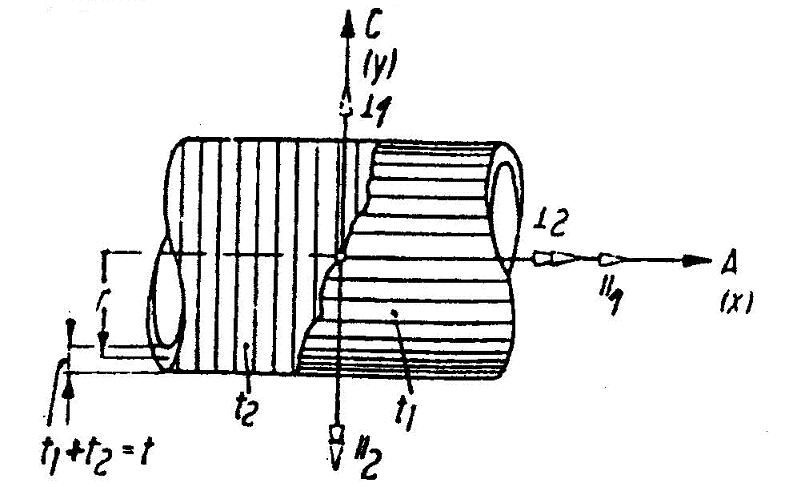 C
(y)
⊥1
⊥2
A
(x)
∥1
r
t2
t1
t1+t2=t
∥2